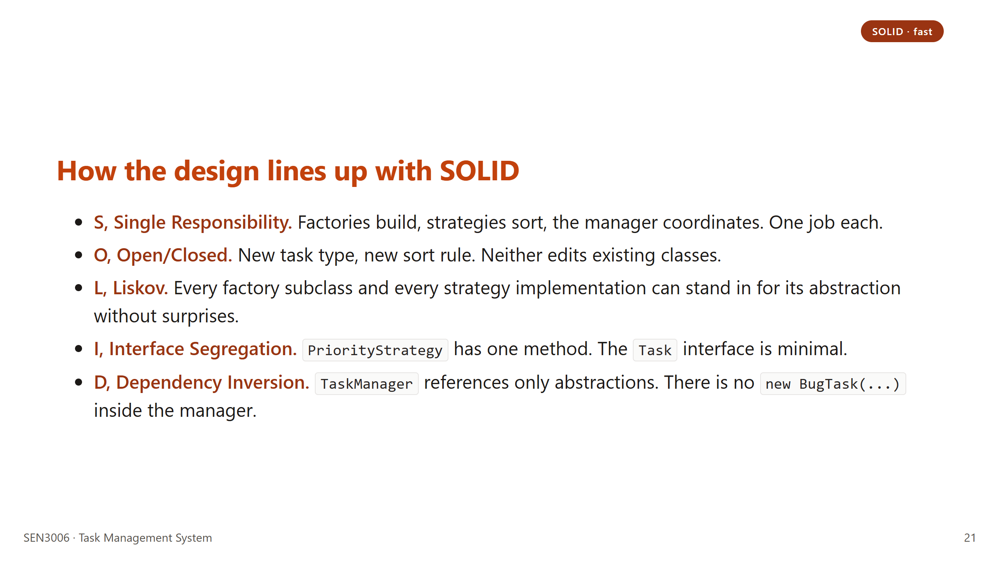 SOLID · fast
How the design lines up with SOLID
• S, Single Responsibility. Factories build, strategies sort, the manager coordinates. One job each.
• O, Open/Closed. New task type, new sort rule. Neither edits existing classes.
• L, Liskov. Every factory subclass and every strategy implementation can stand in for its abstraction
without surprises.
• I, Interface Segregation. PriorityStrategy has one method. The Task interface is minimal.
• D, Dependency Inversion. TaskManager references only abstractions. There is no new BugTask(...)
inside the manager.
SEN3006 · Task Management System
21